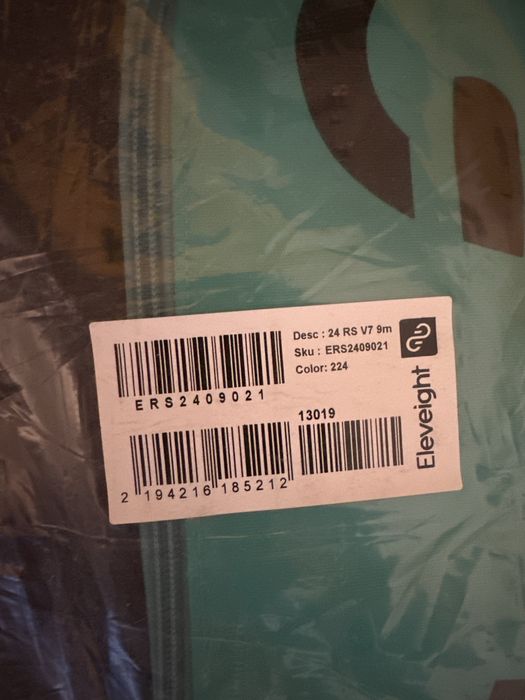 Desc : 24 RS V7 9m
Sku : ERS2409021
Color: 224
ERS2409021
13019
2 194216 185212
Eleveight